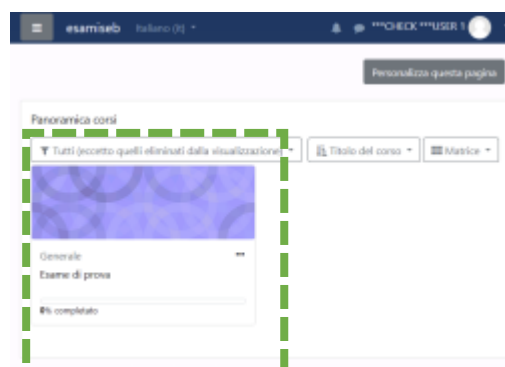 esamiseb Italiano (it)
***CHECK ***USER 1
Personalizza questa pagina
Panoramica corsi
Tutti (eccetto quelli eliminati dalla visualizzazione) Titolo del corso Matrice
Generale
Esame di prova
0% completato